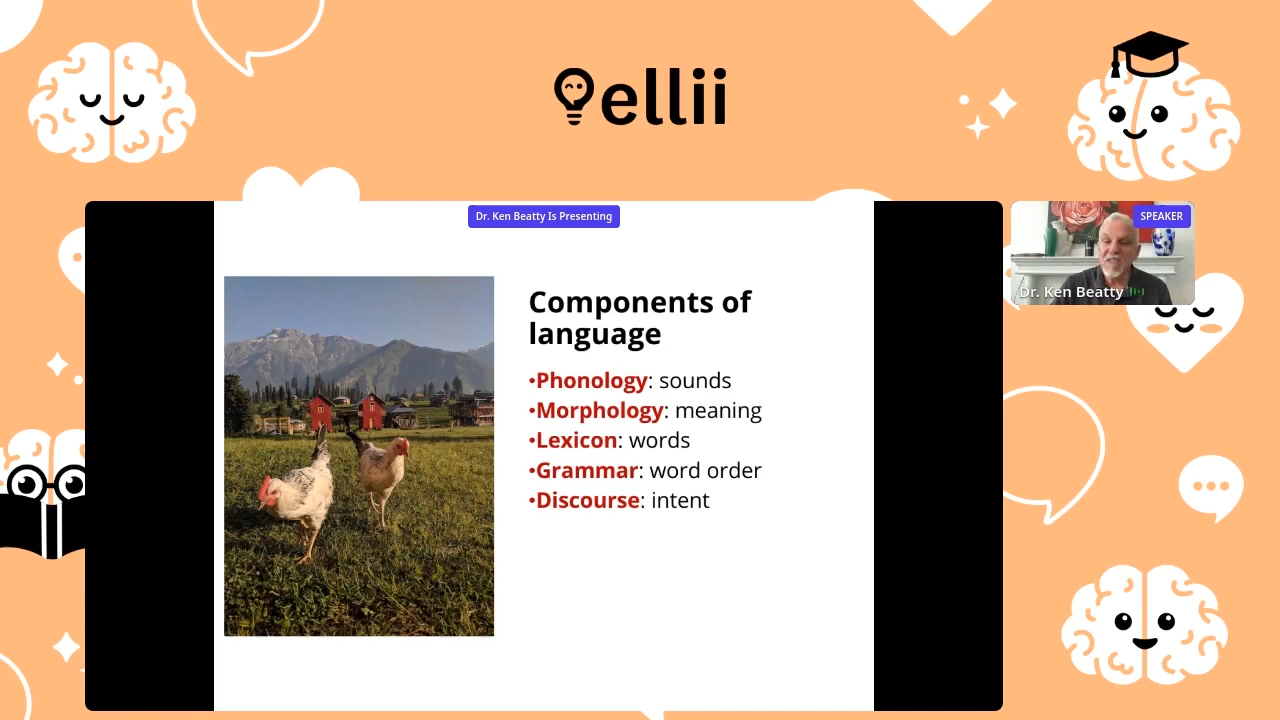 ellii
Dr. Ken Beatty Is Presenting
SPEAKER
Dr. Ken Beatty
Components of
language
•Phonology: sounds
•Morphology: meaning
•Lexicon: words
•Grammar: word order
•Discourse: intent